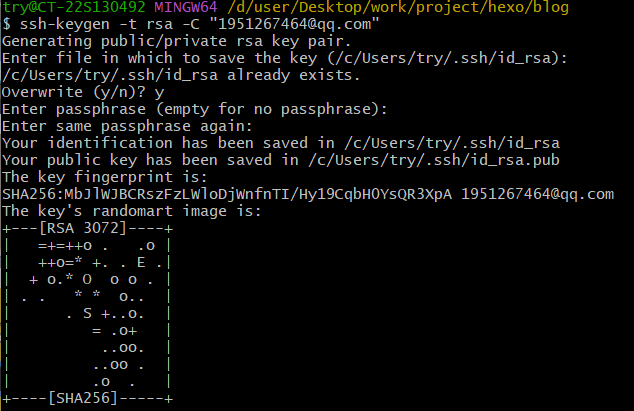 try@CT-22S130492 MINGW64 /d/user/Desktop/work/project/hexo/blog
$ ssh-keygen -t rsa -C "1951267464@qq.com"
Generating public/private rsa key pair.
Enter file in which to save the key (/c/Users/try/.ssh/id_rsa):
/c/Users/try/.ssh/id_rsa already exists.
Overwrite (y/n)? y
Enter passphrase (empty for no passphrase):
Enter same passphrase again:
Your identification has been saved in /c/Users/try/.ssh/id_rsa
Your public key has been saved in /c/Users/try/.ssh/id_rsa.pub
The key fingerprint is:
SHA256:MbJlWJBCRszFzLWloDjWnfnTI/Hy19CqbH0YsQR3XpA 1951267464@qq.com
The key's randomart image is:
+---[RSA 3072]----+
|   =+=++o .   .o |
|   ++o=* +. . E .|
|  + o.* O  o o . |
| . .   * *  o..  |
|      . S +..o.  |
|         = .o+   |
|          ..oo.  |
|         ..oo .  |
|         .o  .   |
+----[SHA256]-----+